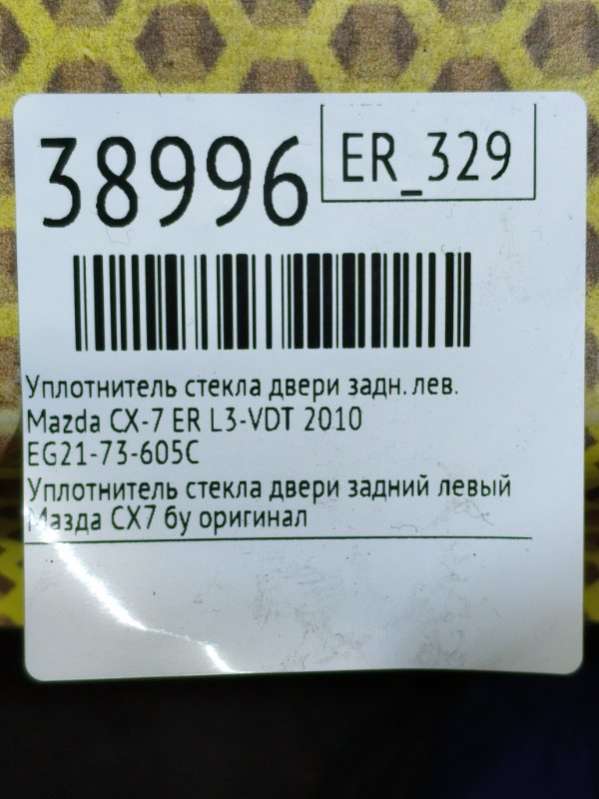 38996
ER_329
Уплотнитель стекла двери задн. лев.
Mazda CX-7 ER L3-VDT 2010
EG21-73-605C
Уплотнитель стекла двери задний левый
Мазда СХ7 бу оригинал